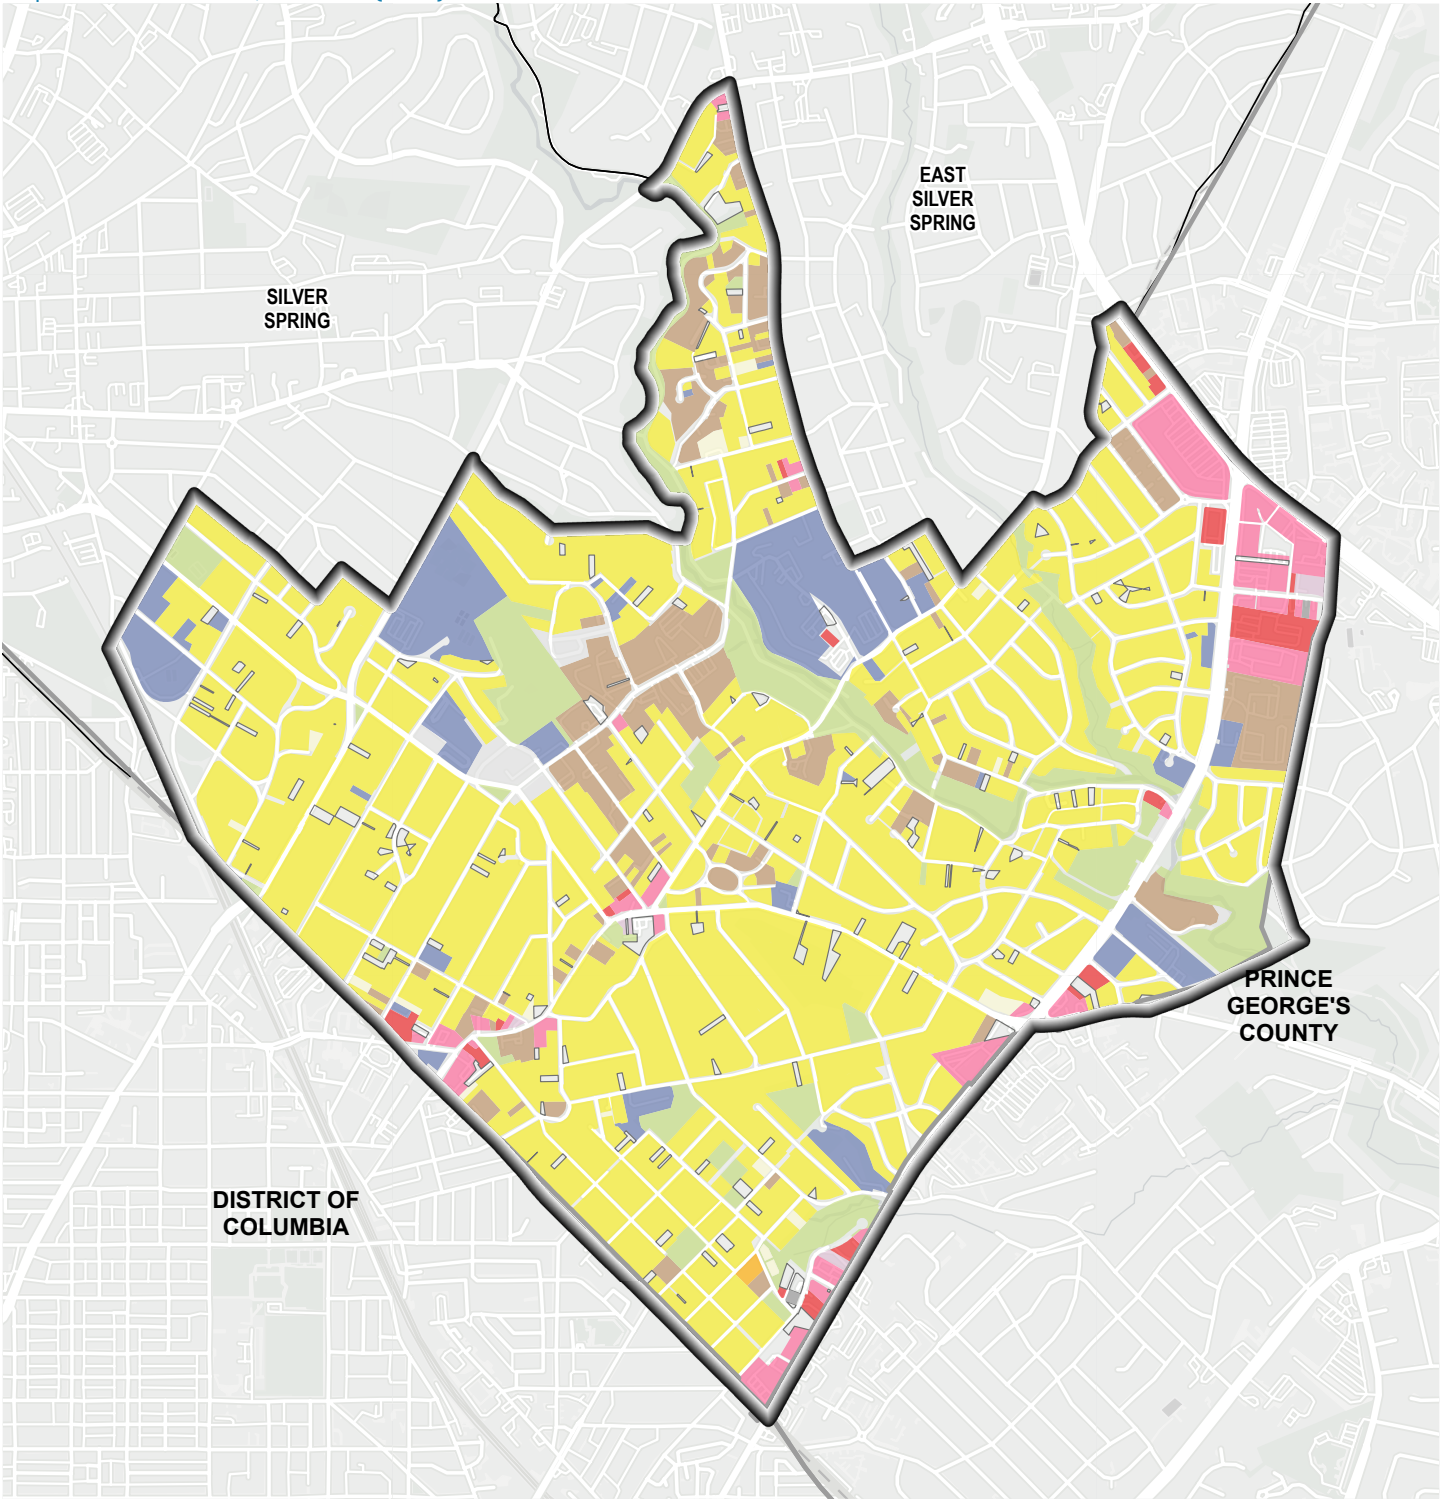 EAST
SILVER
SPRING
SILVER
SPRING
PRINCE
GEORGE'S
COUNTY
DISTRICT OF
COLUMBIA